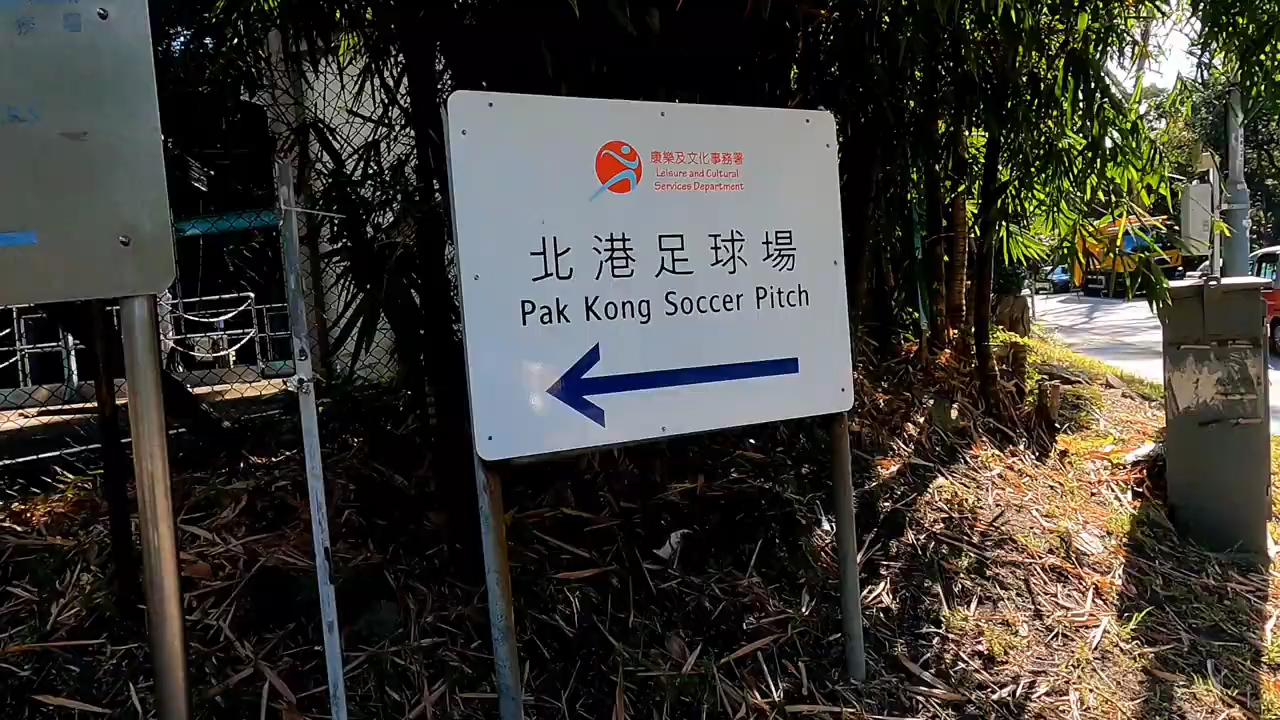 康樂及文化事務署
Leisure and Cultural
Services Department
北港足球場
Pak Kong Soccer Pitch